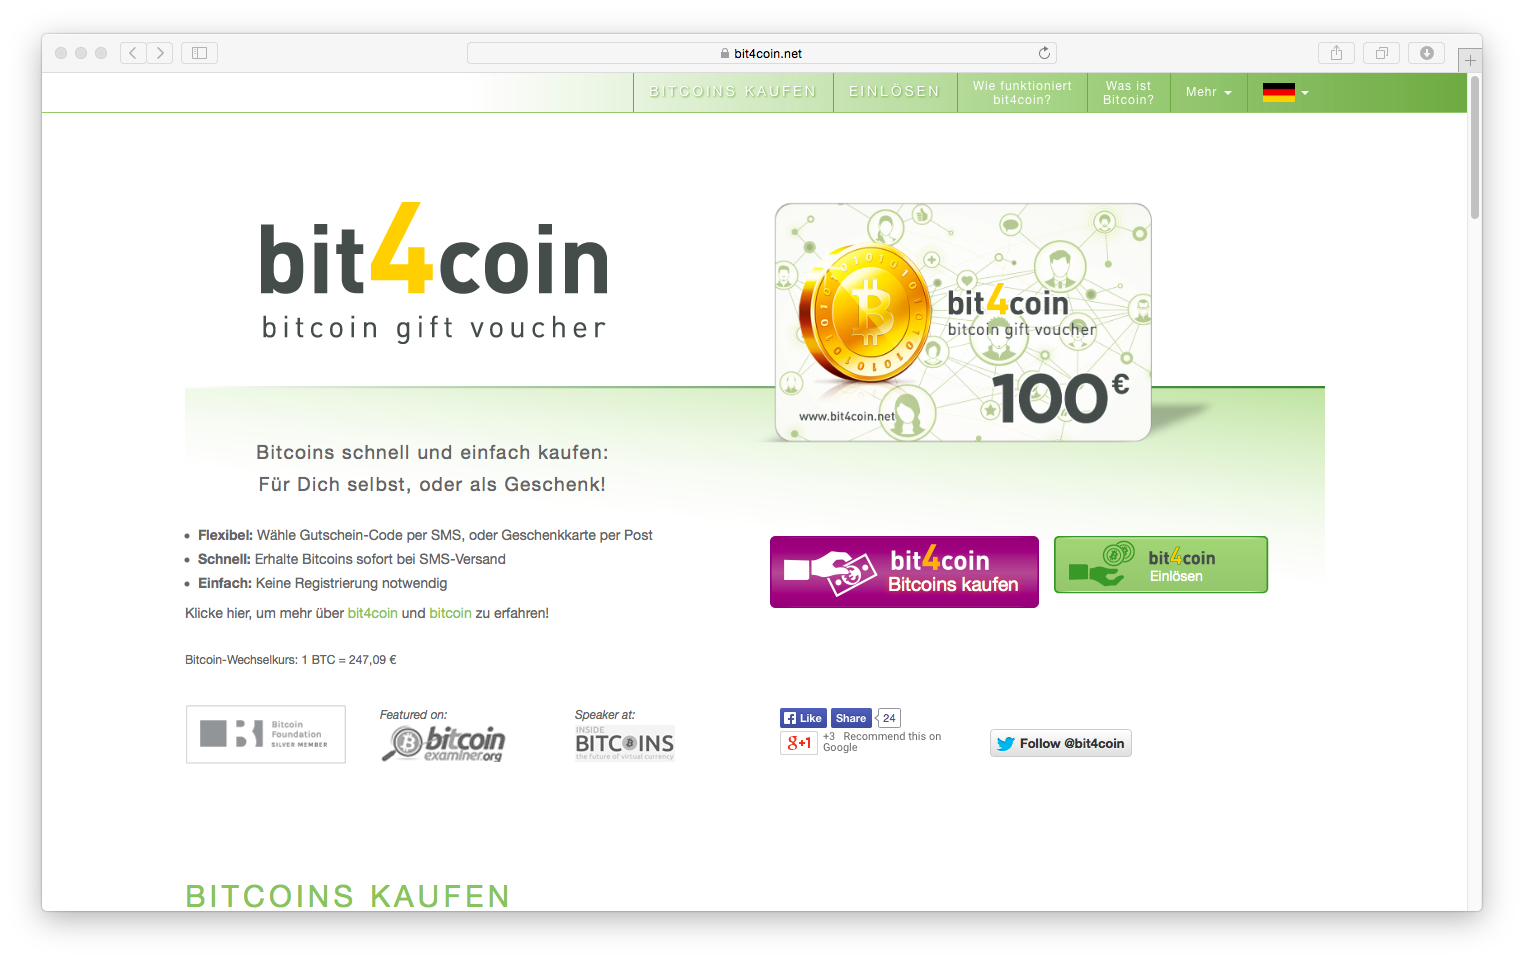 bit4coin.net
BITCOINS KAUFEN
EINLÖSEN
Wie funktioniert
bit4coin?
Was ist
Bitcoin?
Mehr
bit4coin
bitcoin gift voucher
bit4coin
bitcoin gift voucher
100€
www.bit4coin.net
Bitcoins schnell und einfach kaufen:
Für Dich selbst, oder als Geschenk!
Flexibel: Wähle Gutschein-Code per SMS, oder Geschenkkarte per Post
Schnell: Erhalte Bitcoins sofort bei SMS-Versand
Einfach: Keine Registrierung notwendig
Klicke hier, um mehr über bit4coin und bitcoin zu erfahren!
bit4coin
Bitcoins kaufen
bit4coin
Einlösen
Bitcoin-Wechselkurs: 1 BTC = 247,09 €
Bitcoin
Foundation
SILVER MEMBER
Featured on:
bitcoin
examiner.org
Speaker at:
INSIDE
BITCOINS
the future of virtual currency
Like
Share
24
g+1
+3 Recommend this on
Google
Follow @bit4coin
BITCOINS KAUFEN